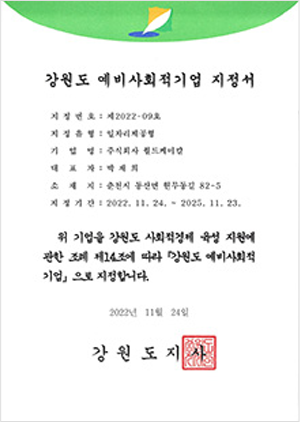 강원도 예비사회적기업 지정서
지 정 번 호 : 제2022-09호
지 정 유 형 : 일자리제공형
기 업 명 : 주식회사 월드케미칼
대 표 자 : 박 재 희
소 재 지 : 춘천시 동산면 원무동길 82-5
지 정 기 간 : 2022. 11. 24. ~ 2025. 11. 23.
위 기업을 강원도 사회적경제 육성 지원에
관한 조례 제14조에 따라 「강원도 예비사회적
기업」으로 지정합니다.
2022년 11월 24일
강 원 도 지 사